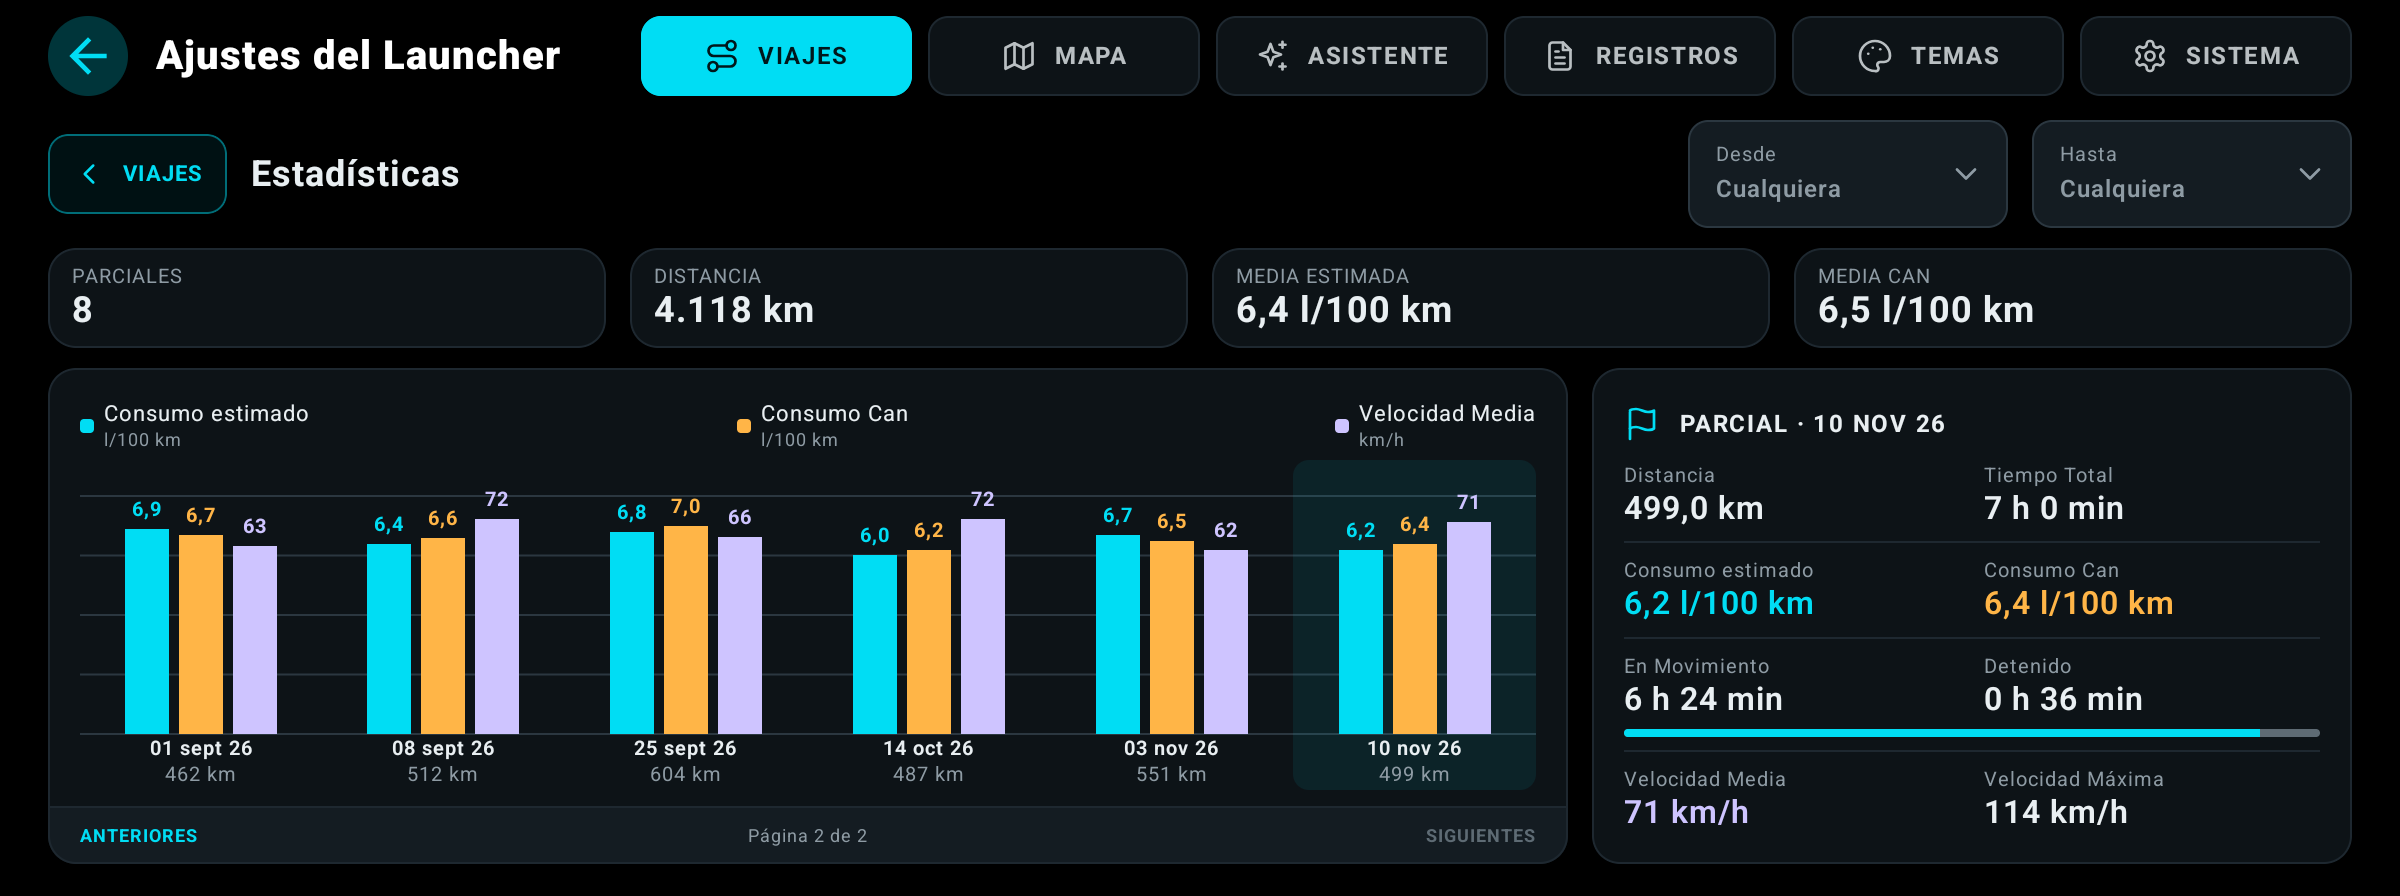 Ajustes del Launcher
VIAJES
MAPA
ASISTENTE
REGISTROS
TEMAS
SISTEMA
VIAJES
Estadísticas
Desde
Cualquiera
Hasta
Cualquiera
PARCIALES
8
DISTANCIA
4.118 km
MEDIA ESTIMADA
6,4 l/100 km
MEDIA CAN
6,5 l/100 km
Consumo estimado
l/100 km
Consumo Can
l/100 km
Velocidad Media
km/h
6,9 6,7 63
6,4 6,6 72
6,8 7,0 66
6,0 6,2 72
6,7 6,5 62
6,2 6,4 71
01 sept 26
462 km
08 sept 26
512 km
25 sept 26
604 km
14 oct 26
487 km
03 nov 26
551 km
10 nov 26
499 km
ANTERIORES
Página 2 de 2
SIGUIENTES
PARCIAL · 10 NOV 26
Distancia
499,0 km
Tiempo Total
7 h 0 min
Consumo estimado
6,2 l/100 km
Consumo Can
6,4 l/100 km
En Movimiento
6 h 24 min
Detenido
0 h 36 min
Velocidad Media
71 km/h
Velocidad Máxima
114 km/h